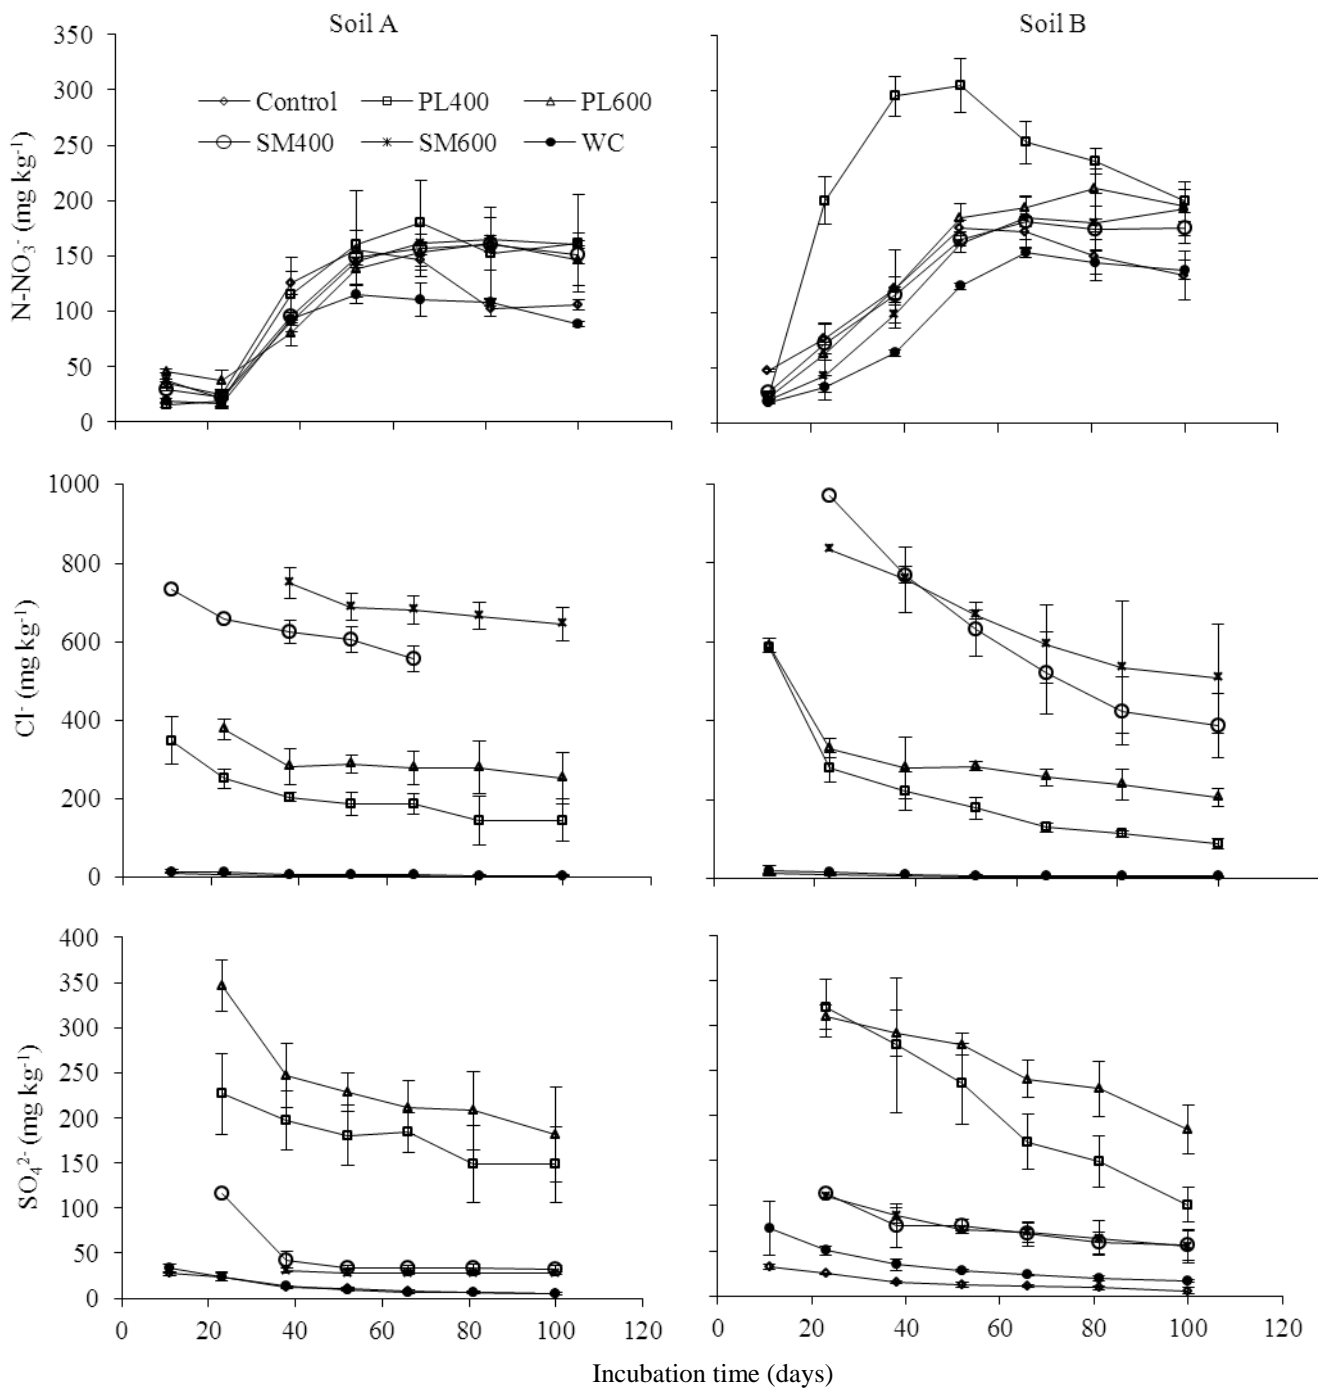 Soil A
Soil B
350
300
250
200
150
100
50
0
N-NO₃⁻ (mg kg⁻¹)
Control
PL400
PL600
SM400
SM600
WC
1000
800
600
400
200
0
Cl⁻ (mg kg⁻¹)
400
350
300
250
200
150
100
50
0
SO₄²⁻ (mg kg⁻¹)
0 20 40 60 80 100 120 0 20 40 60 80 100 120
Incubation time (days)